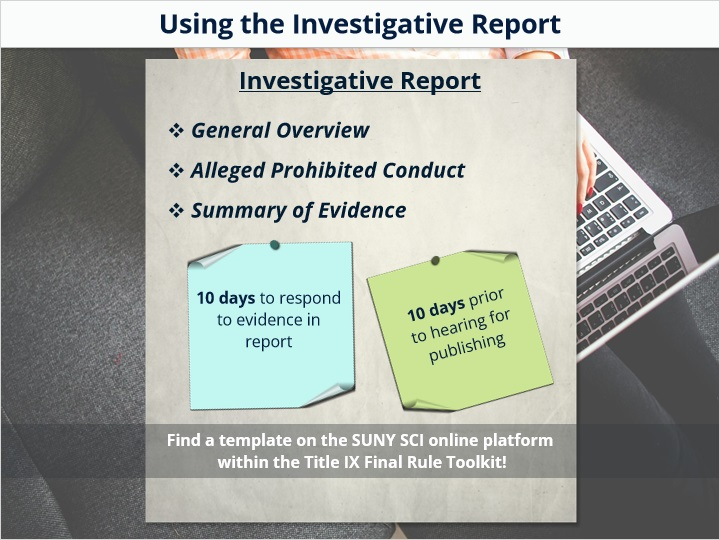 Using the Investigative Report
Investigative Report
❖ General Overview
❖ Alleged Prohibited Conduct
❖ Summary of Evidence
10 days to respond
to evidence in
report
10 days prior
to hearing for
publishing
Find a template on the SUNY SCI online platform
within the Title IX Final Rule Toolkit!